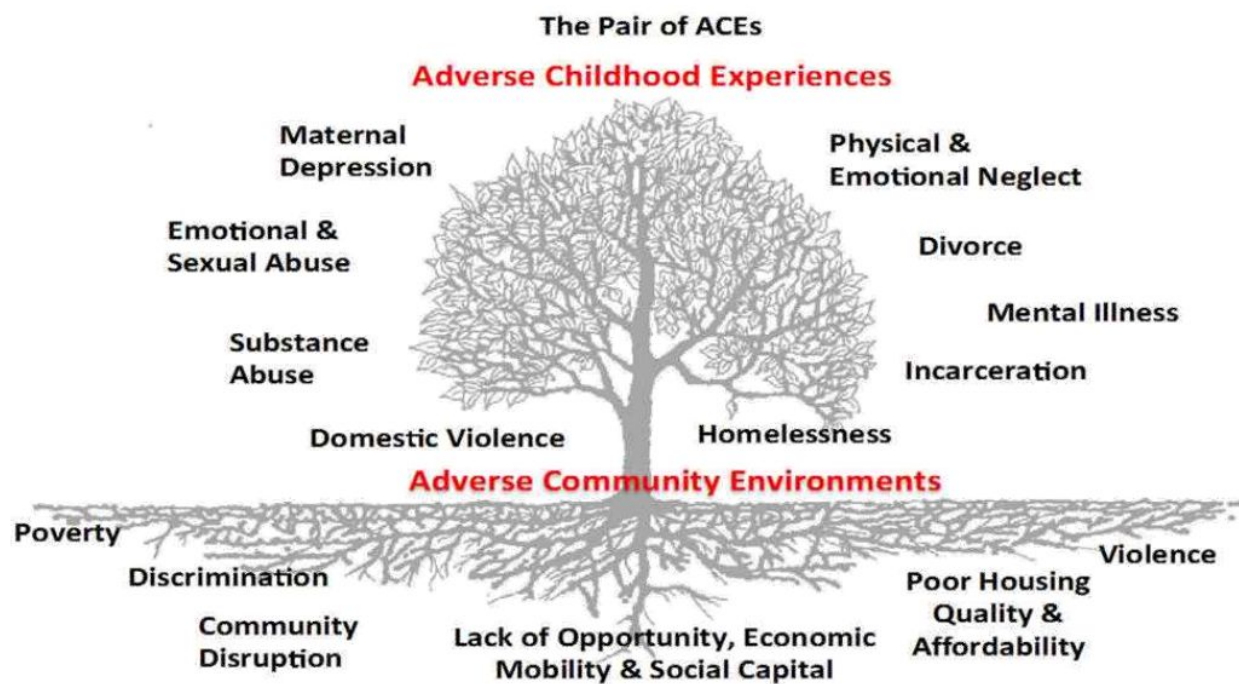 The Pair of ACEs
Adverse Childhood Experiences
Maternal
Depression
Physical &
Emotional Neglect
Emotional &
Sexual Abuse
Divorce
Mental Illness
Substance
Abuse
Incarceration
Domestic Violence
Homelessness
Adverse Community Environments
Poverty
Violence
Discrimination
Poor Housing
Quality &
Affordability
Community
Disruption
Lack of Opportunity, Economic
Mobility & Social Capital